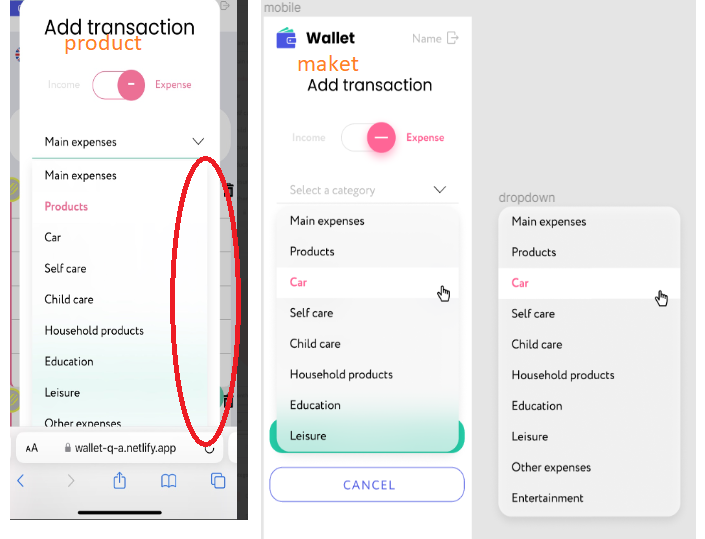 Add transaction
product
Income
Expense
Main expenses
Main expenses
Products
Car
Self care
Child care
Household products
Education
Leisure
Other expenses
AA
wallet-q-a.netlify.app
mobile
Wallet
Name
maket
Add transaction
Income
Expense
Select a category
Main expenses
Products
Car
Self care
Child care
Household products
Education
Leisure
CANCEL
dropdown
Main expenses
Products
Car
Self care
Child care
Household products
Education
Leisure
Other expenses
Entertainment